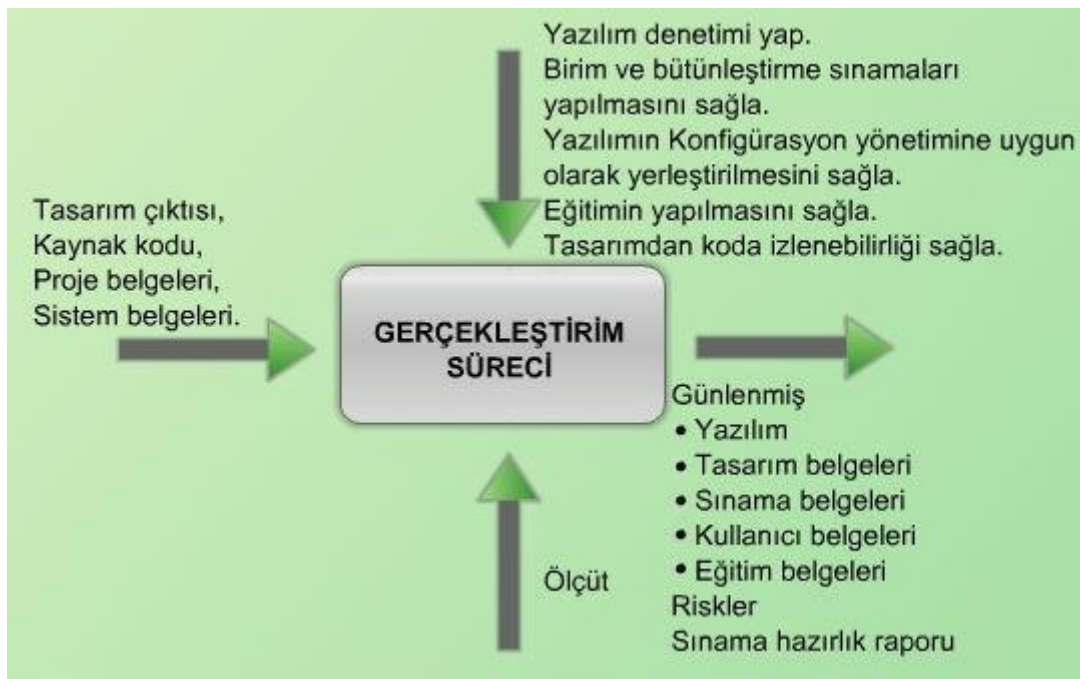 Yazılım denetimi yap.
Birim ve bütünleştirme sınamaları
yapılmasını sağla.
Yazılımın Konfigürasyon yönetimine uygun
olarak yerleştirilmesini sağla.
Eğitimin yapılmasını sağla.
Tasarımdan koda izlenebilirliği sağla.
Tasarım çıktısı,
Kaynak kodu,
Proje belgeleri,
Sistem belgeleri.
GERÇEKLEŞTİRİM
SÜRECİ
Günlenmiş
• Yazılım
• Tasarım belgeleri
• Sınama belgeleri
• Kullanıcı belgeleri
• Eğitim belgeleri
Riskler
Sınama hazırlık raporu
Ölçüt